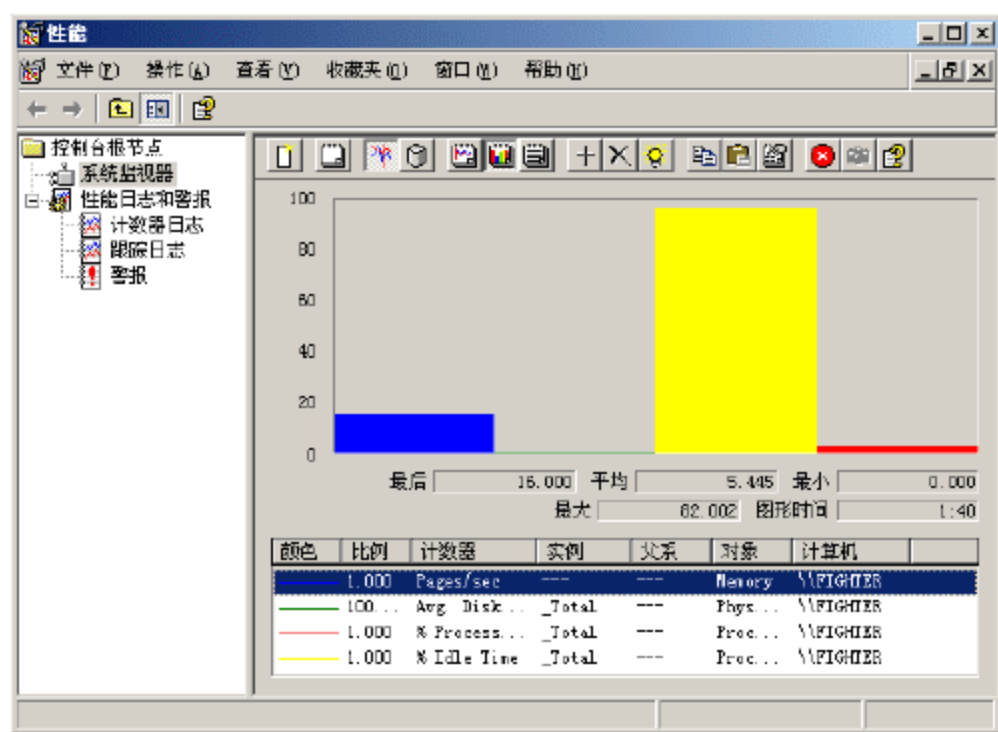 性能
文件(F) 操作(A) 查看(V) 收藏夹(O) 窗口(W) 帮助(H)
控制台根节点
系统监视器
性能日志和警报
计数器日志
跟踪日志
警报
100
80
60
40
20
0
最后 16.000 平均 5.445 最小 0.000
最大 82.002 图形时间 1:40
颜色 比例 计数器 实例 父系 对象 计算机
1.000 Pages/sec --- --- Memory \\FIGHTER
100... Avg. Disk... _Total --- Phys... \\FIGHTER
1.000 % Process... _Total --- Proc... \\FIGHTER
1.000 % Idle Time _Total --- Proc... \\FIGHTER